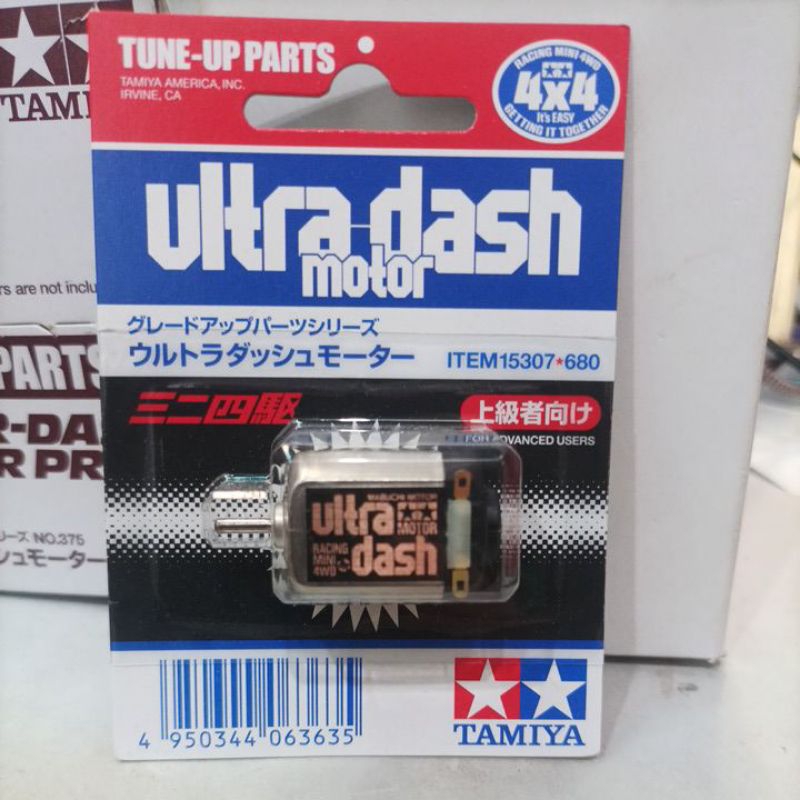 TUNE-UP PARTS
TAMIYA AMERICA, INC.
IRVINE, CA
RACING MINI 4WD
4x4
It's EASY
GETTING IT TOGETHER
ultra-dash
motor
グレードアップパーツシリーズ
ウルトラダッシュモーター
ITEM15307*680
ミニ四駆
上級者向け
FOR ADVANCED USERS
MABUCHI MOTOR
ultra
MOTOR
RACING
MINI
4WD
dash
4 950344 063635
TAMIYA
TAMI
rs are not inclu
PARTS
R-DA
R PR
リーズ NO.375
ッシュモーター